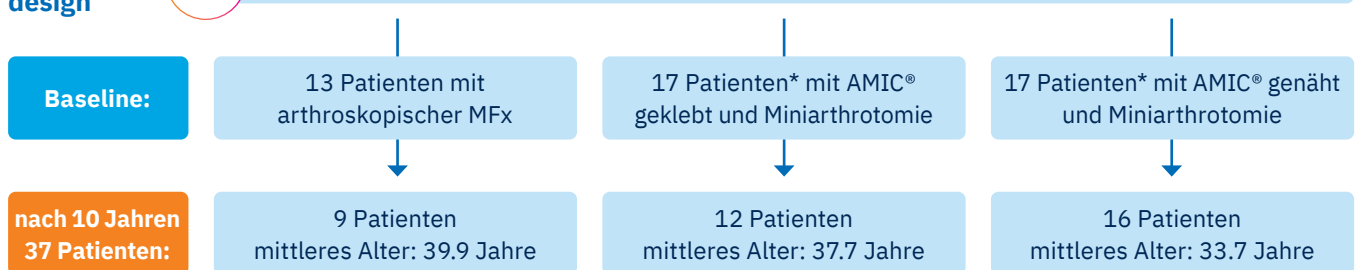 design
Baseline:
13 Patienten mit
arthroskopischer MFx
17 Patienten* mit AMIC®
geklebt und Miniarthrotomie
17 Patienten* mit AMIC® genäht
und Miniarthrotomie
nach 10 Jahren
37 Patienten:
9 Patienten
mittleres Alter: 39.9 Jahre
12 Patienten
mittleres Alter: 37.7 Jahre
16 Patienten
mittleres Alter: 33.7 Jahre